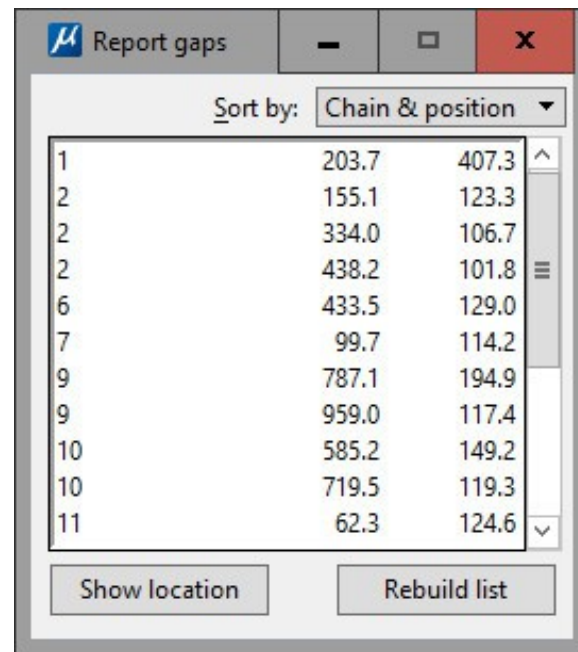 Report gaps
Sort by: Chain & position
1 203.7 407.3
2 155.1 123.3
2 334.0 106.7
2 438.2 101.8
6 433.5 129.0
7 99.7 114.2
9 787.1 194.9
9 959.0 117.4
10 585.2 149.2
10 719.5 119.3
11 62.3 124.6
Show location Rebuild list